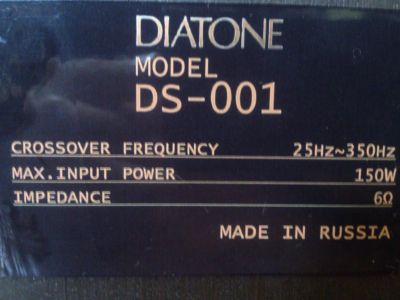 DIATONE
MODEL
DS-001
CROSSOVER FREQUENCY 25Hz~350Hz
MAX.INPUT POWER 150W
IMPEDANCE 6Ω
MADE IN RUSSIA